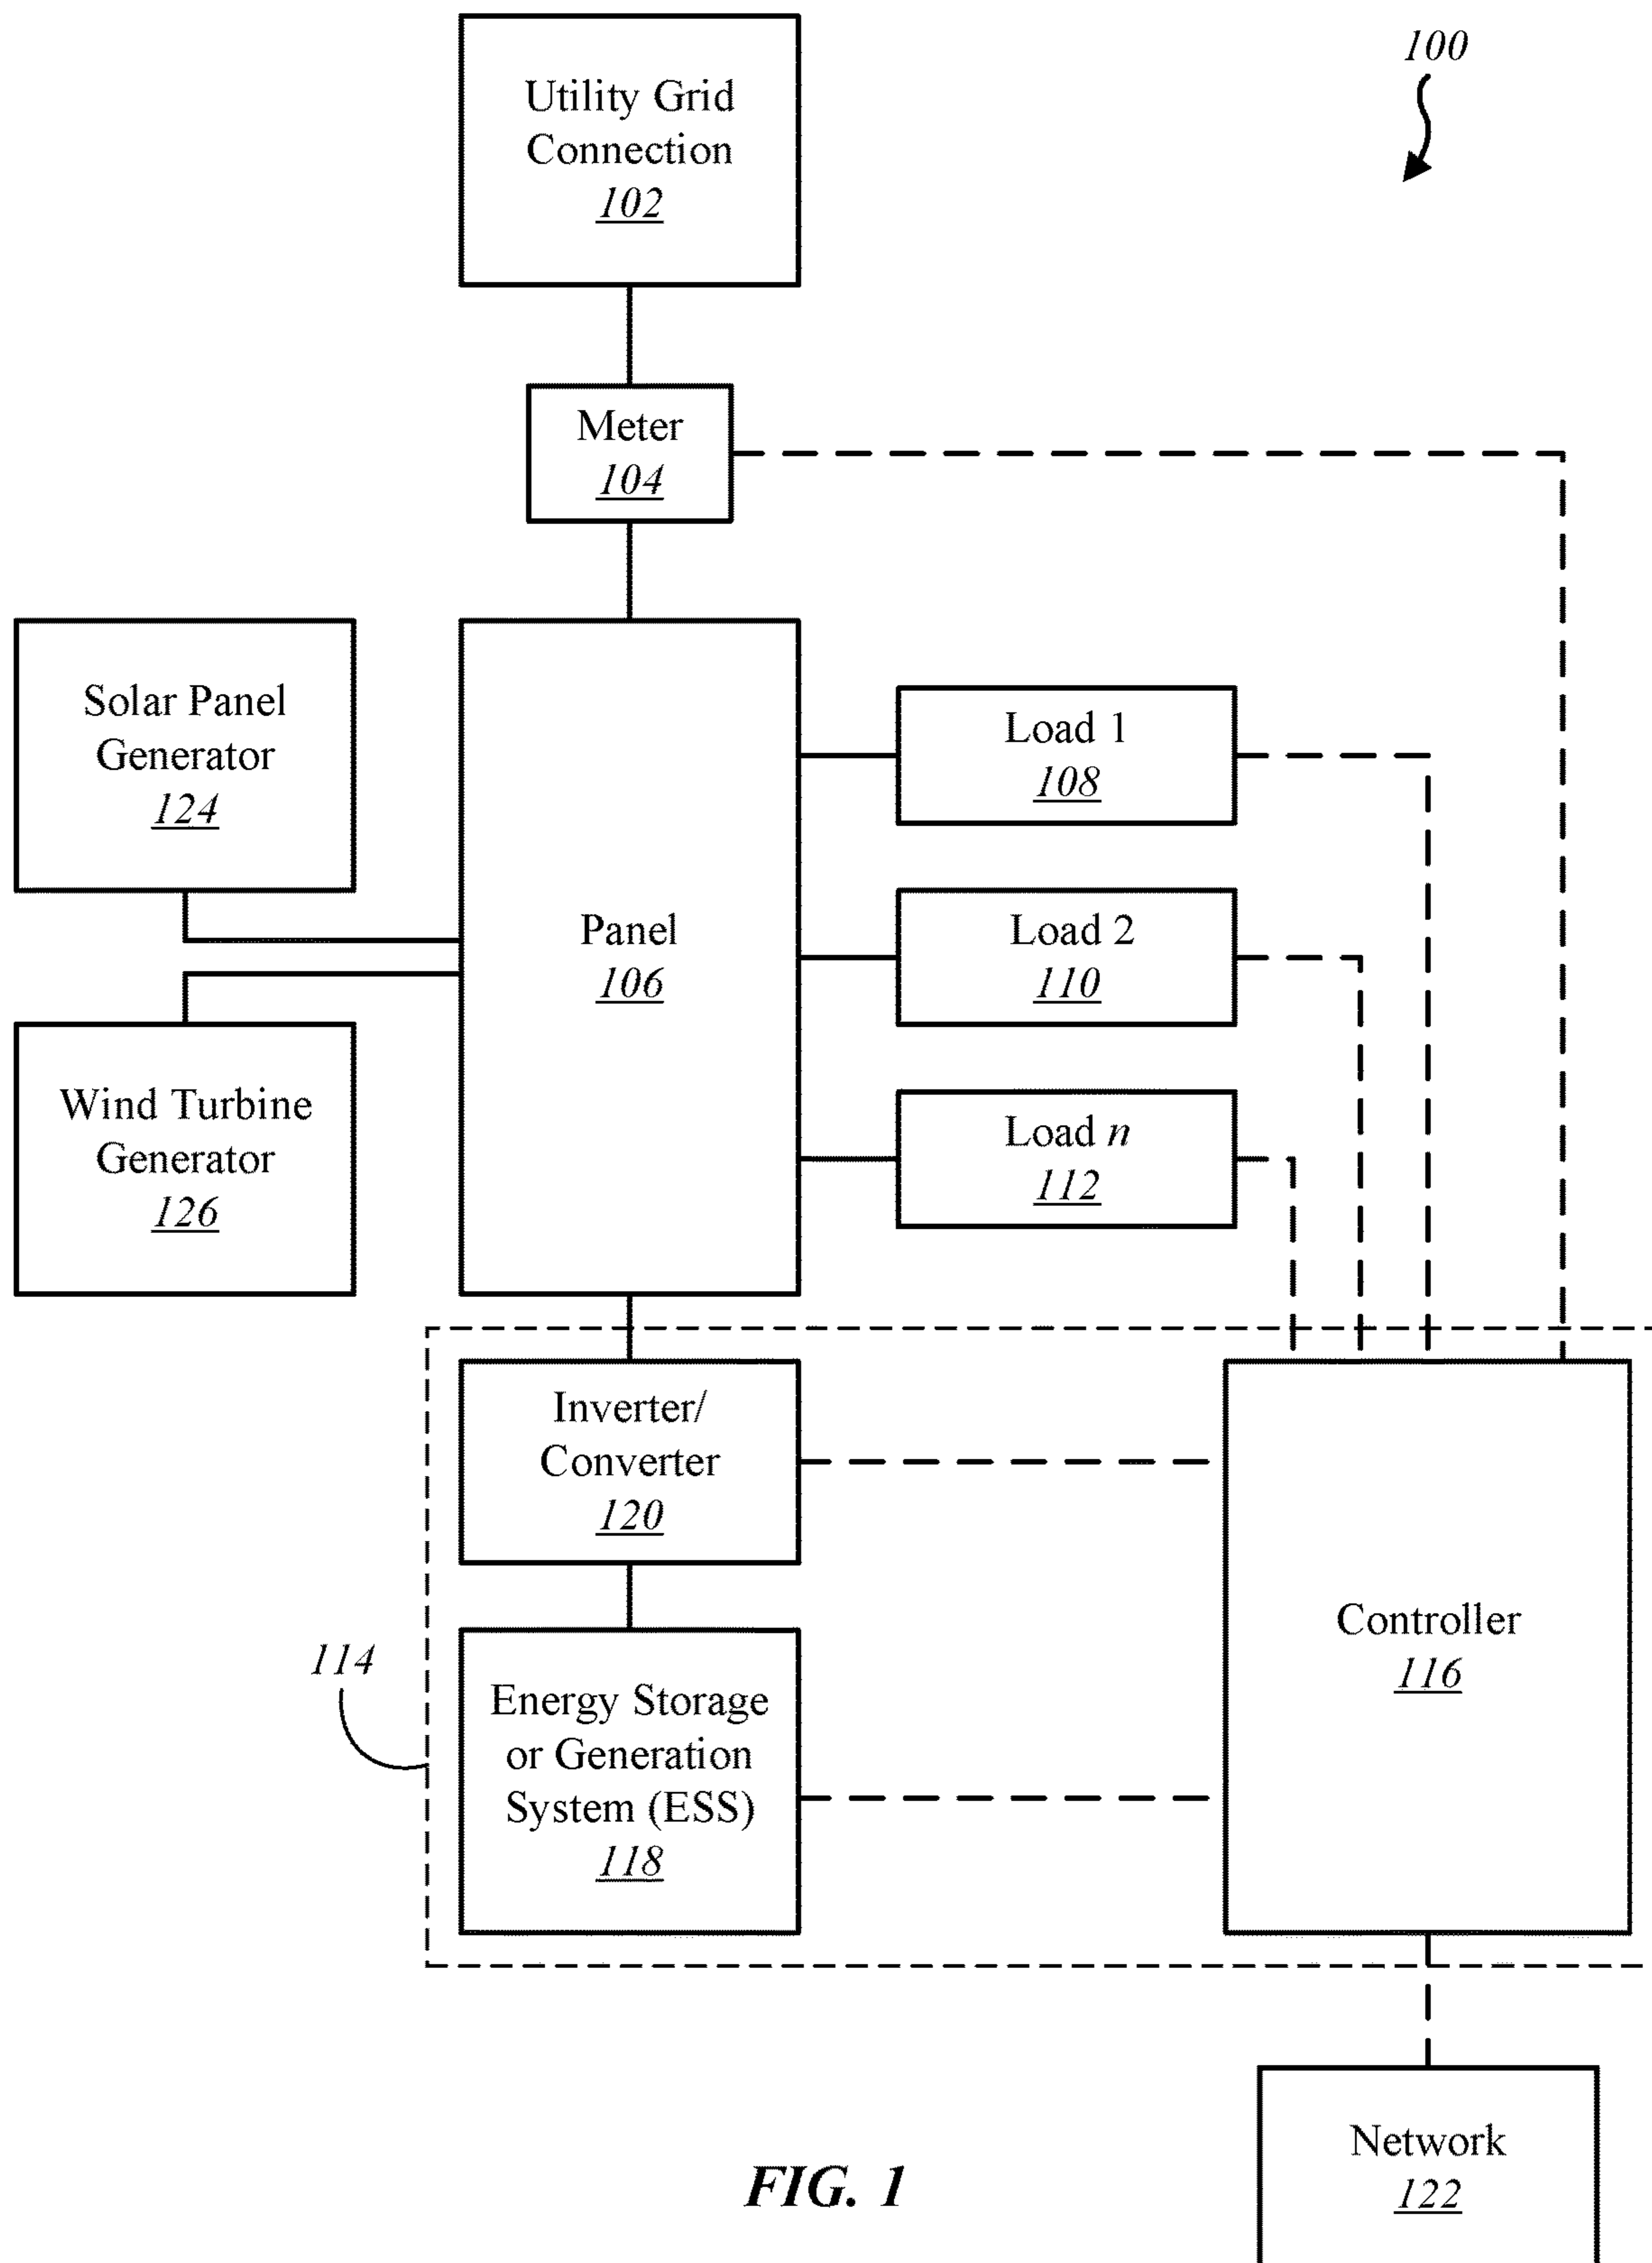 100
Utility Grid
Connection
102
Meter
104
Solar Panel
Generator
124
Panel
106
Load 1
108
Load 2
110
Load n
112
Wind Turbine
Generator
126
Inverter/
Converter
120
Controller
116
114
Energy Storage
or Generation
System (ESS)
118
Network
122
FIG. 1